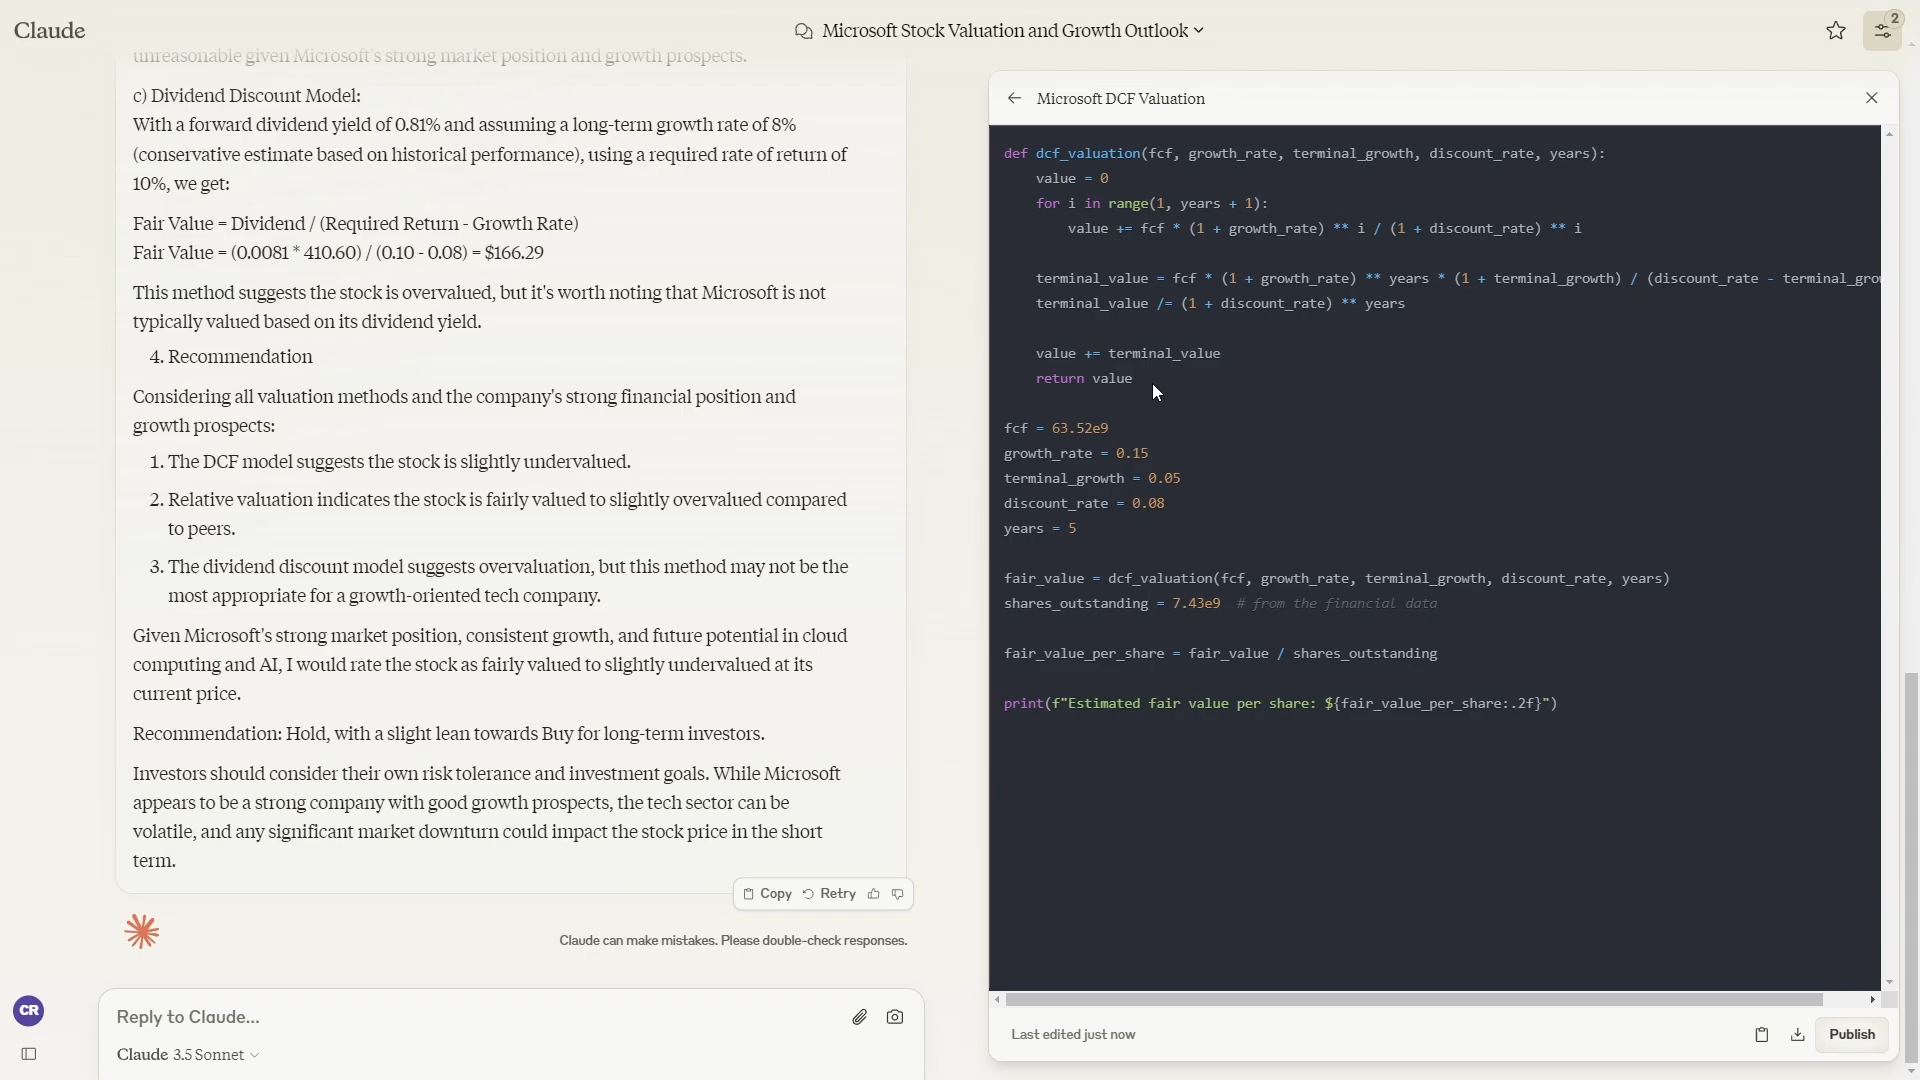 Claude
Microsoft Stock Valuation and Growth Outlook
2
unreasonable given Microsoft's strong market position and growth prospects.
c) Dividend Discount Model:
With a forward dividend yield of 0.81% and assuming a long-term growth rate of 8%
(conservative estimate based on historical performance), using a required rate of return of
10%, we get:
Fair Value = Dividend / (Required Return - Growth Rate)
Fair Value = (0.0081 * 410.60) / (0.10 - 0.08) = $166.29
This method suggests the stock is overvalued, but it's worth noting that Microsoft is not
typically valued based on its dividend yield.
4. Recommendation
Considering all valuation methods and the company's strong financial position and
growth prospects:
1. The DCF model suggests the stock is slightly undervalued.
2. Relative valuation indicates the stock is fairly valued to slightly overvalued compared
to peers.
3. The dividend discount model suggests overvaluation, but this method may not be the
most appropriate for a growth-oriented tech company.
Given Microsoft's strong market position, consistent growth, and future potential in cloud
computing and AI, I would rate the stock as fairly valued to slightly undervalued at its
current price.
Recommendation: Hold, with a slight lean towards Buy for long-term investors.
Investors should consider their own risk tolerance and investment goals. While Microsoft
appears to be a strong company with good growth prospects, the tech sector can be
volatile, and any significant market downturn could impact the stock price in the short
term.
Copy Retry
Claude can make mistakes. Please double-check responses.
CR
Reply to Claude...
Claude 3.5 Sonnet
Microsoft DCF Valuation
def dcf_valuation(fcf, growth_rate, terminal_growth, discount_rate, years):
    value = 0
    for i in range(1, years + 1):
        value += fcf * (1 + growth_rate) ** i / (1 + discount_rate) ** i
    terminal_value = fcf * (1 + growth_rate) ** years * (1 + terminal_growth) / (discount_rate - terminal_gro
    terminal_value /= (1 + discount_rate) ** years
    value += terminal_value
    return value
fcf = 63.52e9
growth_rate = 0.15
terminal_growth = 0.05
discount_rate = 0.08
years = 5
fair_value = dcf_valuation(fcf, growth_rate, terminal_growth, discount_rate, years)
shares_outstanding = 7.43e9  # from the financial data
fair_value_per_share = fair_value / shares_outstanding
print(f"Estimated fair value per share: ${fair_value_per_share:.2f}")
Last edited just now
Publish